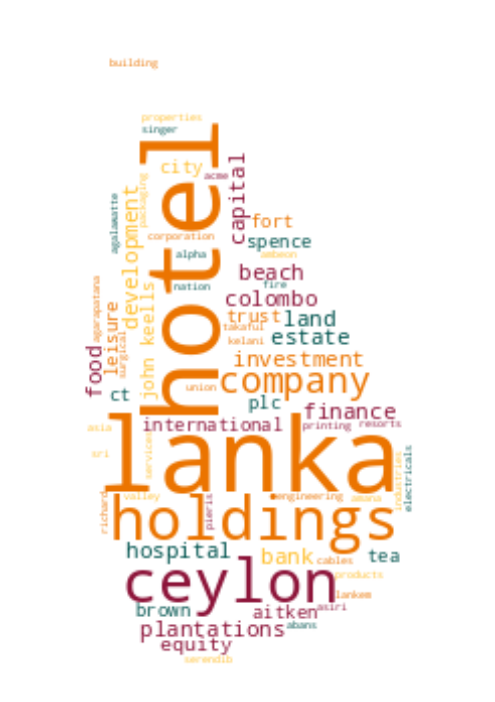 building
properties
singer
hotel
city
acme
capital
packaging
development
agalawatte
fort
corporation
spence
alpha
ambeon
beach
nation
fire
colombo
john keells
agarapatana
leisure
surgical
trust
land
takaful
kelani
estate
food
investment
ct
union
company
plc
finance
lanka
international
printing
resorts
asia
sri
services
electricals
industries
valley
engineering
amana
richard
pieris
holdings
hospital
bank
cables
tea
ceylon
products
lankem
brown
aitken
asiri
plantations
abans
equity
serendib